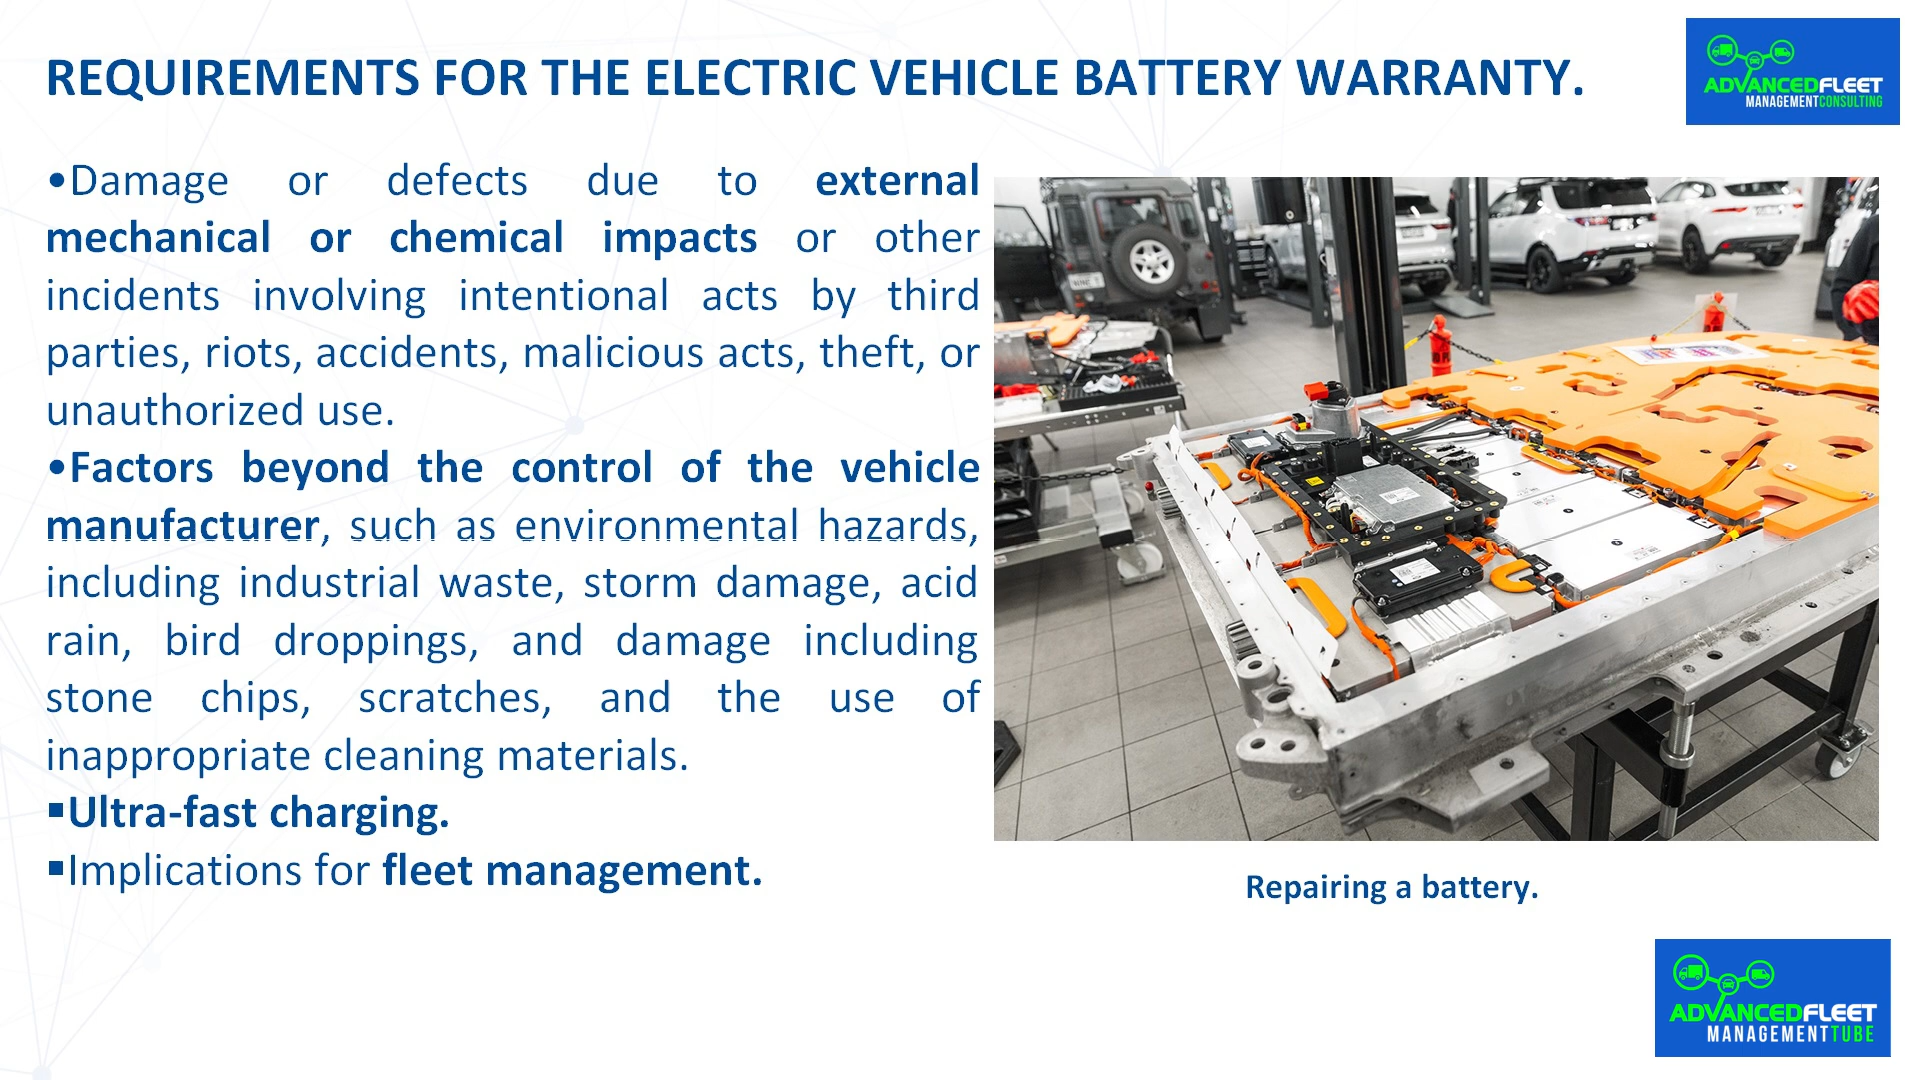 REQUIREMENTS FOR THE ELECTRIC VEHICLE BATTERY WARRANTY.
ADVANCEDFLEET
MANAGEMENTCONSULTING
•Damage or defects due to external
mechanical or chemical impacts or other
incidents involving intentional acts by third
parties, riots, accidents, malicious acts, theft, or
unauthorized use.
•Factors beyond the control of the vehicle
manufacturer, such as environmental hazards,
including industrial waste, storm damage, acid
rain, bird droppings, and damage including
stone chips, scratches, and the use of
inappropriate cleaning materials.
▪Ultra-fast charging.
▪Implications for fleet management.
Repairing a battery.
ADVANCEDFLEET
MANAGEMENTTUBE